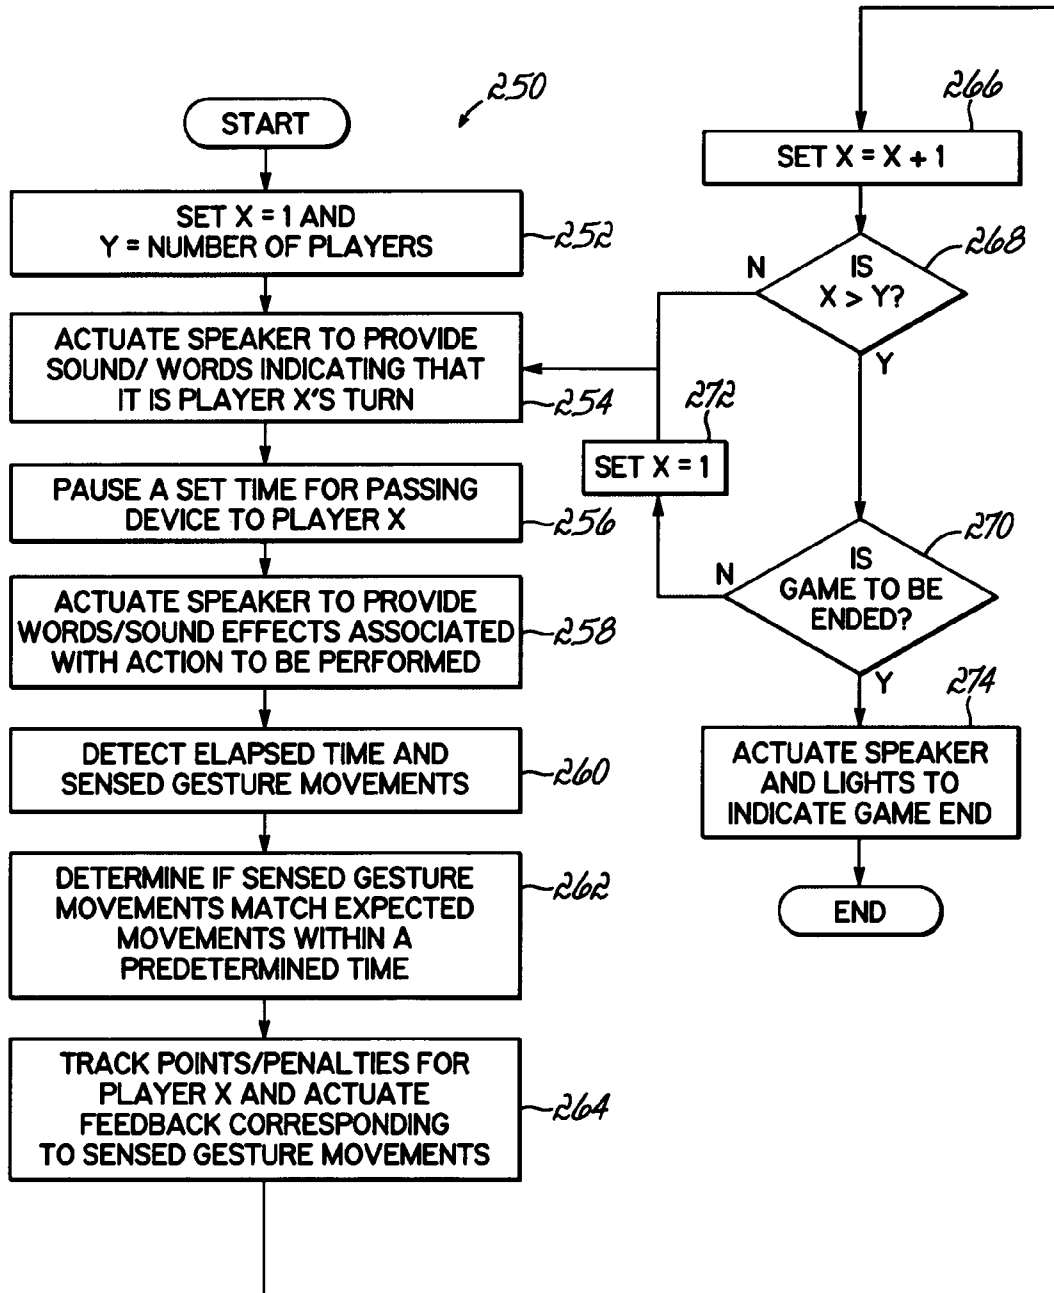 250
START
SET X = 1 AND
Y = NUMBER OF PLAYERS
252
ACTUATE SPEAKER TO PROVIDE
SOUND/ WORDS INDICATING THAT
IT IS PLAYER X'S TURN
254
PAUSE A SET TIME FOR PASSING
DEVICE TO PLAYER X
256
ACTUATE SPEAKER TO PROVIDE
WORDS/SOUND EFFECTS ASSOCIATED
WITH ACTION TO BE PERFORMED
258
DETECT ELAPSED TIME AND
SENSED GESTURE MOVEMENTS
260
DETERMINE IF SENSED GESTURE
MOVEMENTS MATCH EXPECTED
MOVEMENTS WITHIN A
PREDETERMINED TIME
262
TRACK POINTS/PENALTIES FOR
PLAYER X AND ACTUATE
FEEDBACK CORRESPONDING
TO SENSED GESTURE MOVEMENTS
264
266
SET X = X + 1
268
IS
X > Y?
N
Y
272
SET X = 1
270
IS
GAME TO BE
ENDED?
N
Y
274
ACTUATE SPEAKER
AND LIGHTS TO
INDICATE GAME END
END